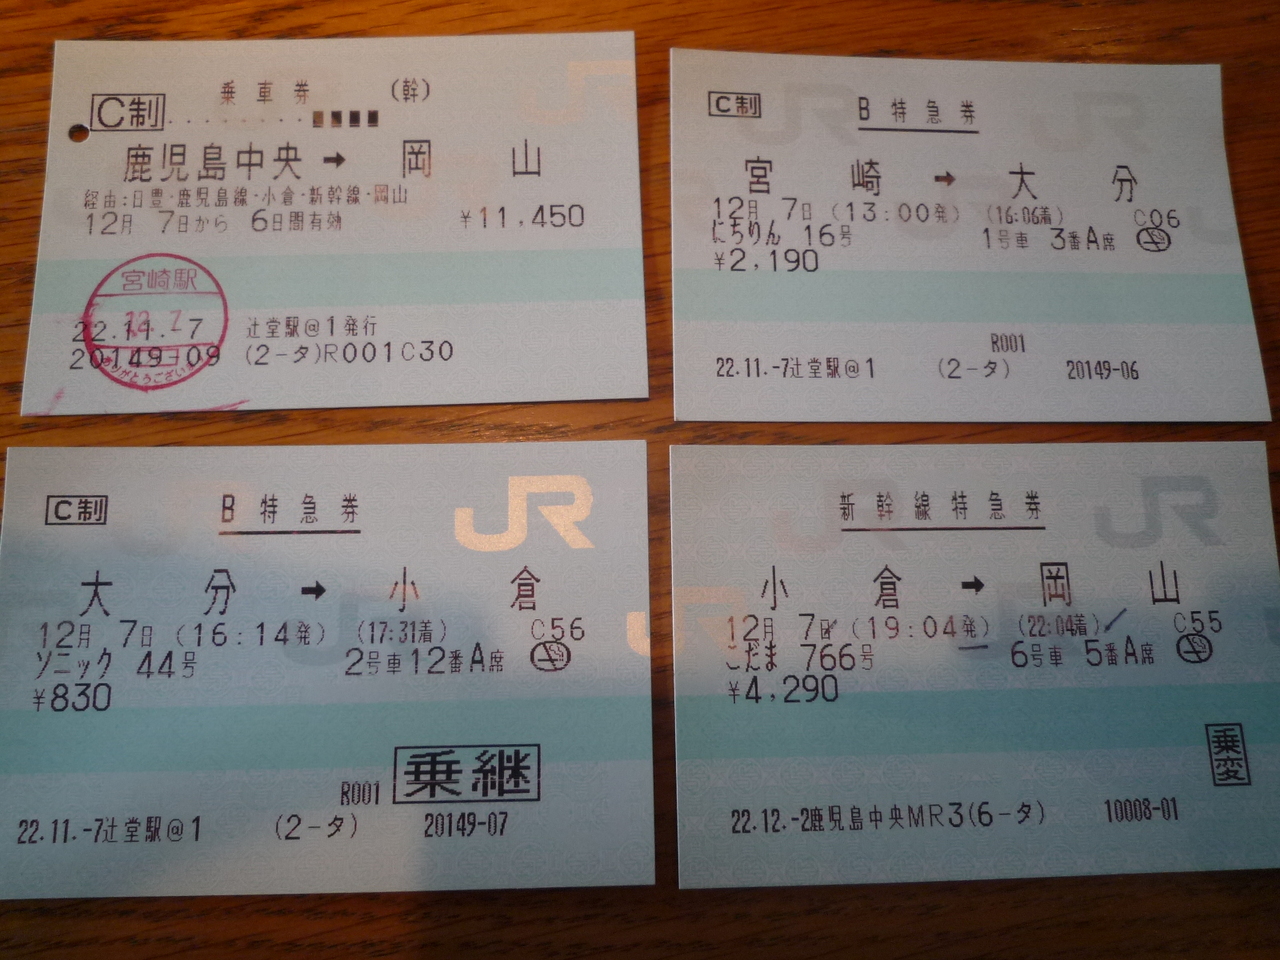 C制
乗車券 (幹)
鹿児島中央 → 岡山
経由:日豊・鹿児島線・小倉・新幹線・岡山
12月 7日から 6日間有効 ¥11,450
宮崎駅
22.11.-7 辻堂駅@1発行
20149-09 (2-タ)R001C30
C制 B特急券
宮崎 → 大分
12月 7日 (13:00発) (16:06着) C06
にちりん 16号 1号車 3番A席
¥2,190
R001
22.11.-7辻堂駅@1 (2-タ) 20149-06
C制 B特急券 JR
大分 → 小倉
12月 7日 (16:14発) (17:31着) C56
ソニック 44号 2号車12番A席
¥830
R001 乗継
22.11.-7辻堂駅@1 (2-タ) 20149-07
新幹線特急券
小倉 → 岡山
12月 7日 (19:04発) (22:04着) C55
こだま 766号 6号車 5番A席
¥4,290
乗変
22.12.-2鹿児島中央MR3(6-タ) 10008-01